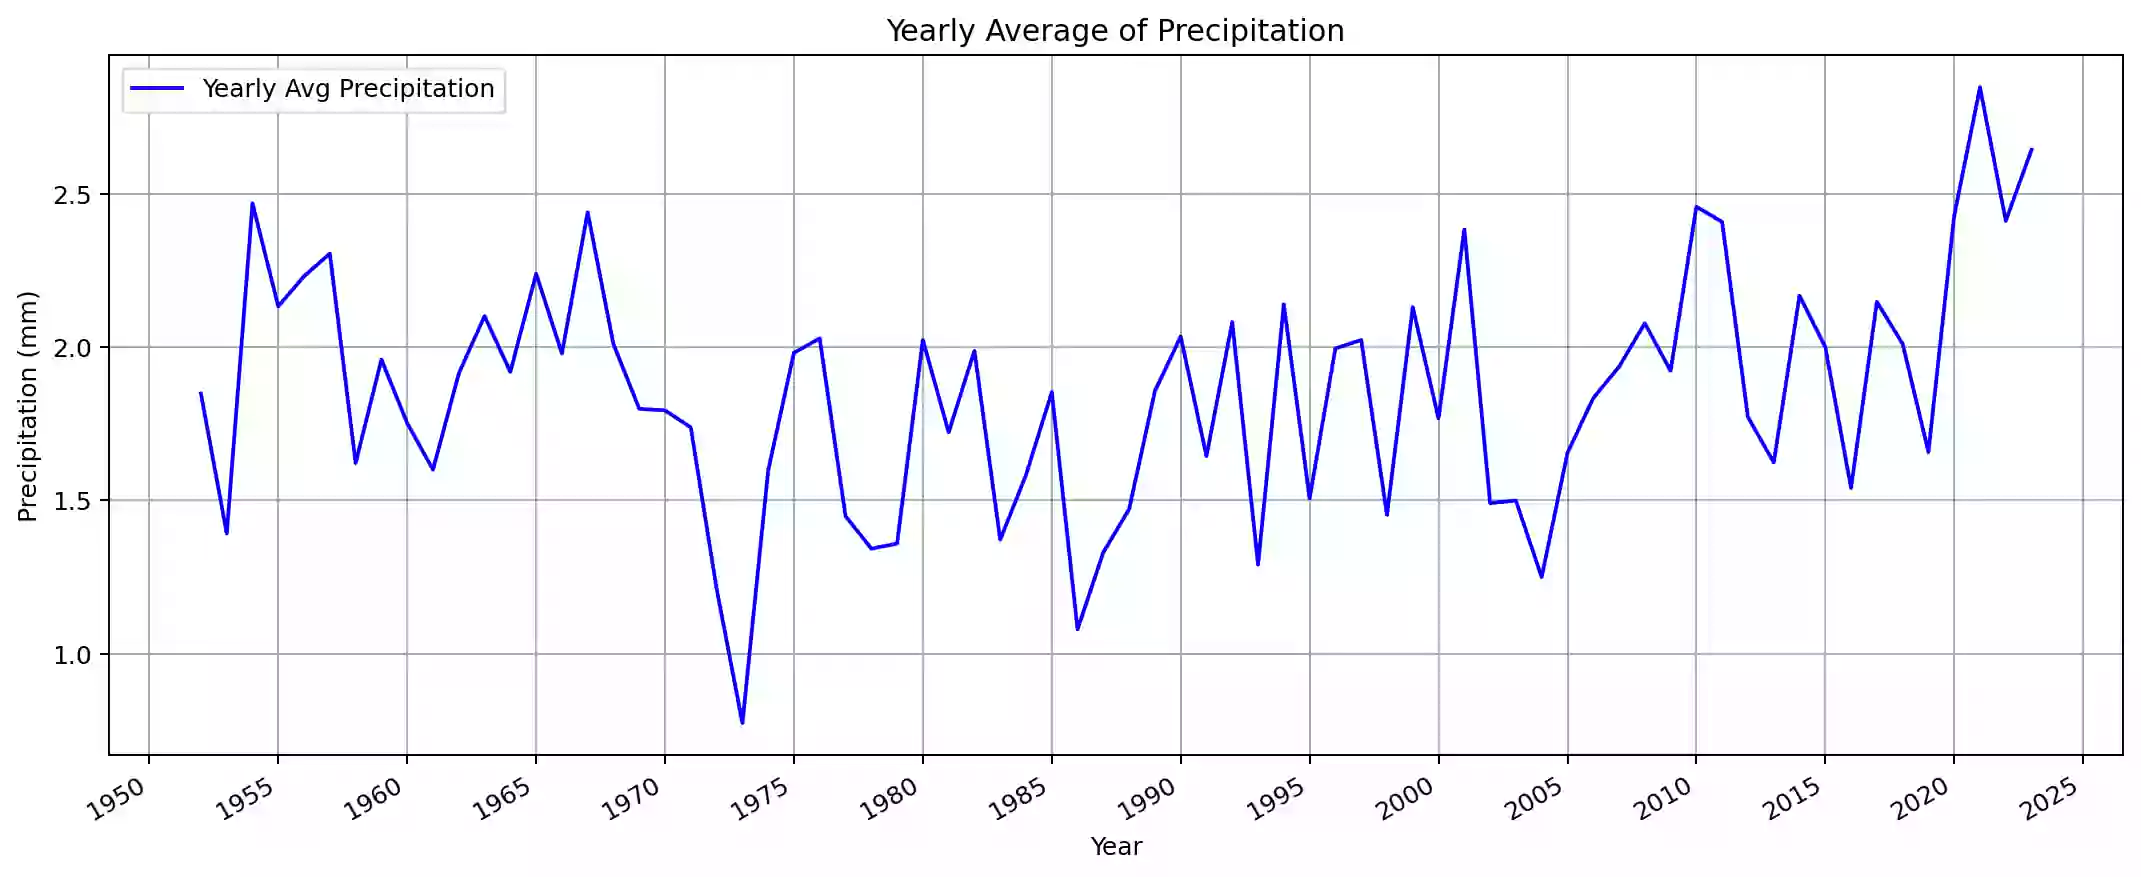 Yearly Average of Precipitation
Yearly Avg Precipitation
Precipitation (mm)
2.5
2.0
1.5
1.0
1950 1955 1960 1965 1970 1975 1980 1985 1990 1995 2000 2005 2010 2015 2020 2025
Year